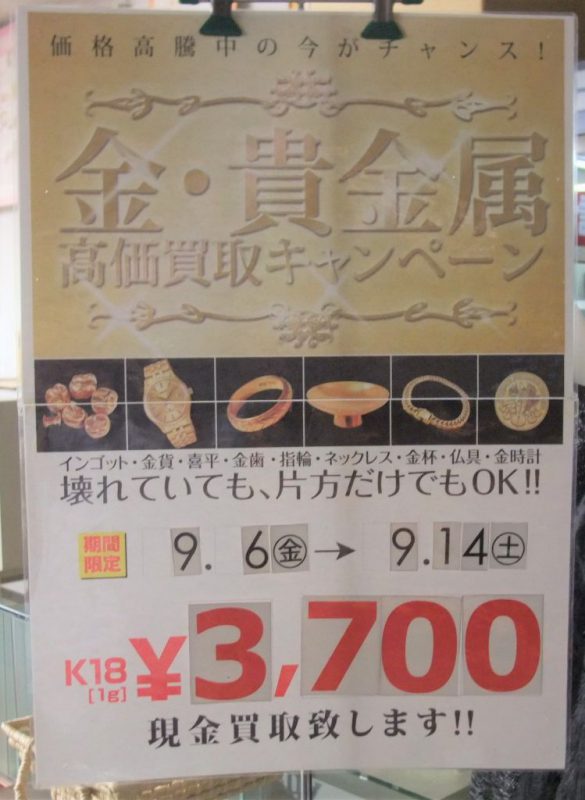 価格高騰中の今がチャンス!
金・貴金属
高価買取キャンペーン
インゴット・金貨・喜平・金歯・指輪・ネックレス・金杯・仏具・金時計
壊れていても、片方だけでもOK!!
期間
限定
9. 6㊎→ 9.14㊏
K18
[1g]
¥3,700
現金買取致します!!